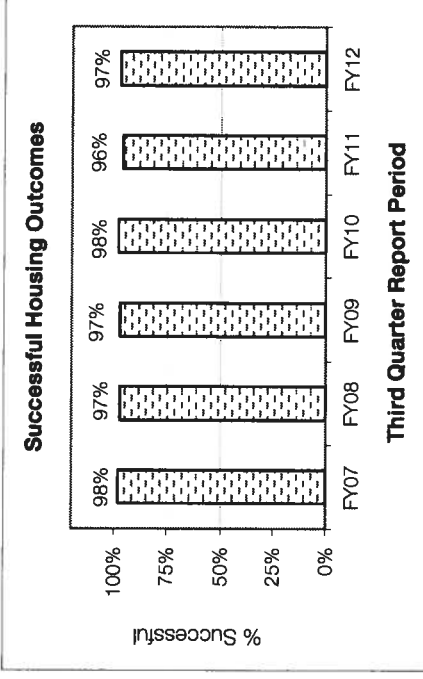 Successful Housing Outcomes
% Successful
100%
75%
50%
25%
0%
98%
97%
97%
98%
96%
97%
FY07
FY08
FY09
FY10
FY11
FY12
Third Quarter Report Period